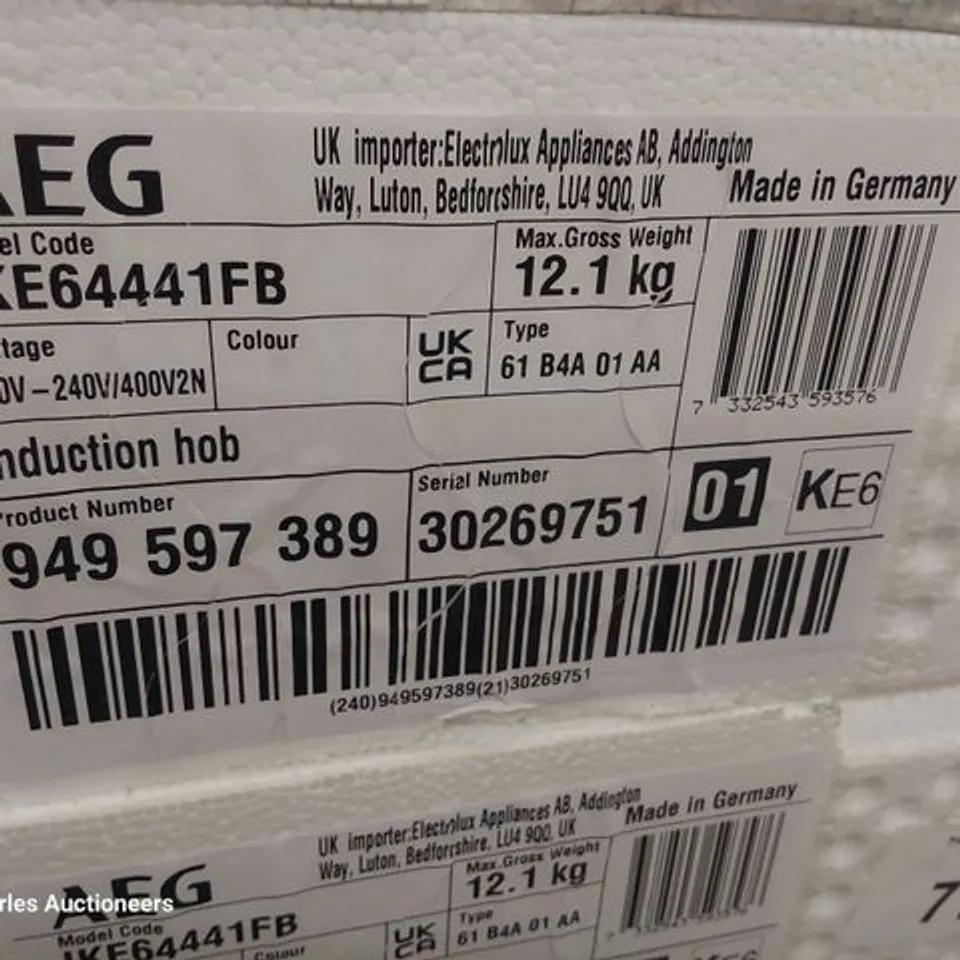 AEG
UK importer:Electrolux Appliances AB, Addington
Way, Luton, Bedforrshire, LU4 9QQ, UK
Made in Germany
el Code
KE64441FB
Max.Gross Weight
12.1 kg
tage
0V – 240V/400V2N
Colour
UK
CA
Type
61 B4A 01 AA
7 332543 593576
nduction hob
Product Number
949 597 389
Serial Number
30269751
01
KE6
(240)949597389(21)30269751
UK importer:Electrolux Appliances AB, Addington
Way, Luton, Bedforrshire, LU4 9QQ, UK
Made in Germany
AEG
Max.Gross Weight
12.1 kg
Model Code
IKE64441FB
Colour
UK
CA
Type
61 B4A 01 AA
rles Auctioneers